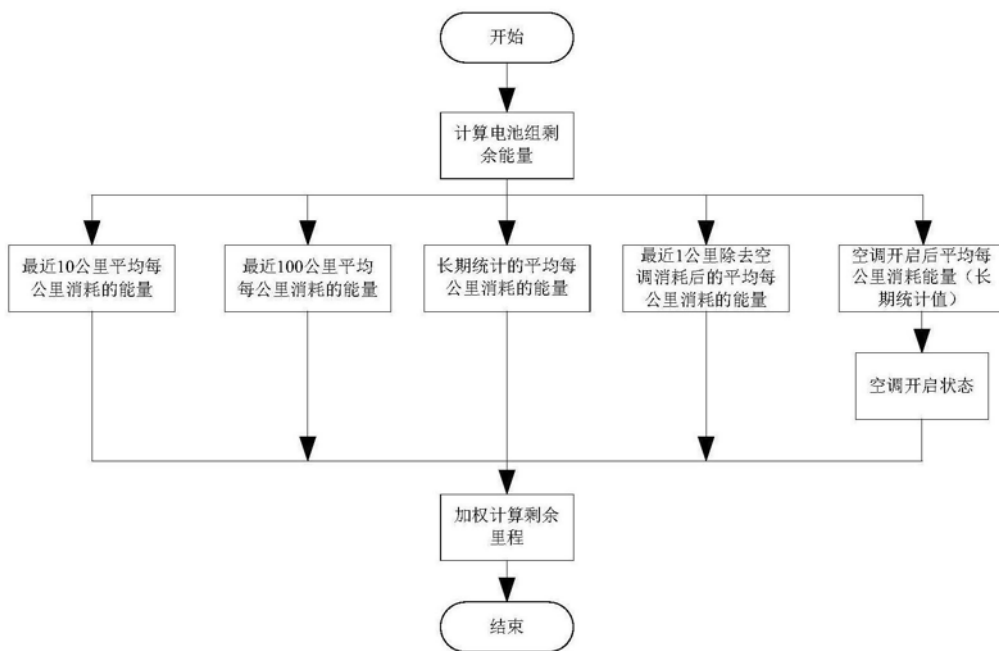 开始
计算电池组剩
余能量
最近10公里平均每
公里消耗的能量
最近100公里平均
每公里消耗的能量
长期统计的平均每
公里消耗的能量
最近1公里除去空
调消耗后的平均每
公里消耗的能量
空调开启后平均每
公里消耗能量（长
期统计值）
空调开启状态
加权计算剩余
里程
结束